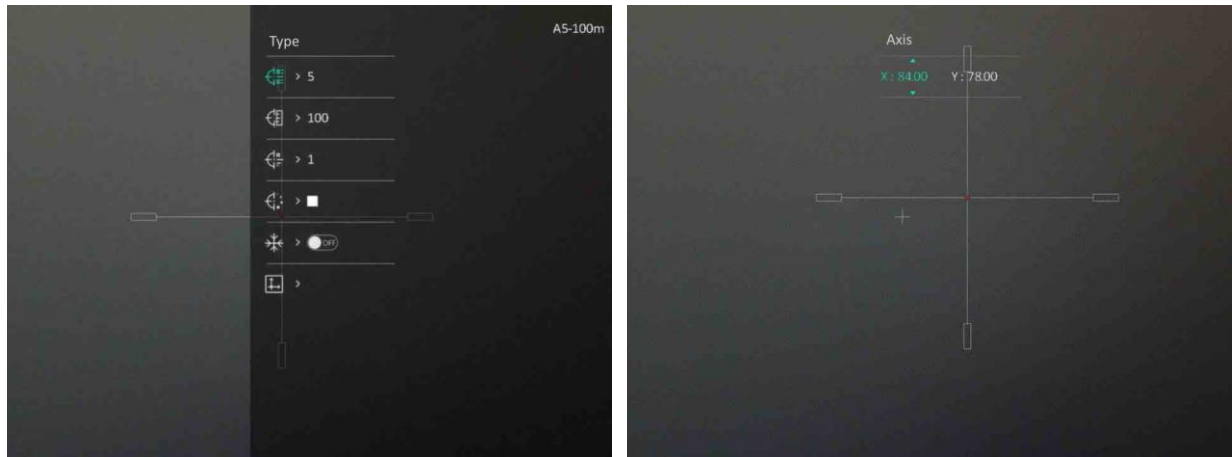 Type
A5-100m
> 5
> 100
> 1
>
> OFF
>
Axis
X : 84.00 Y : 78.00